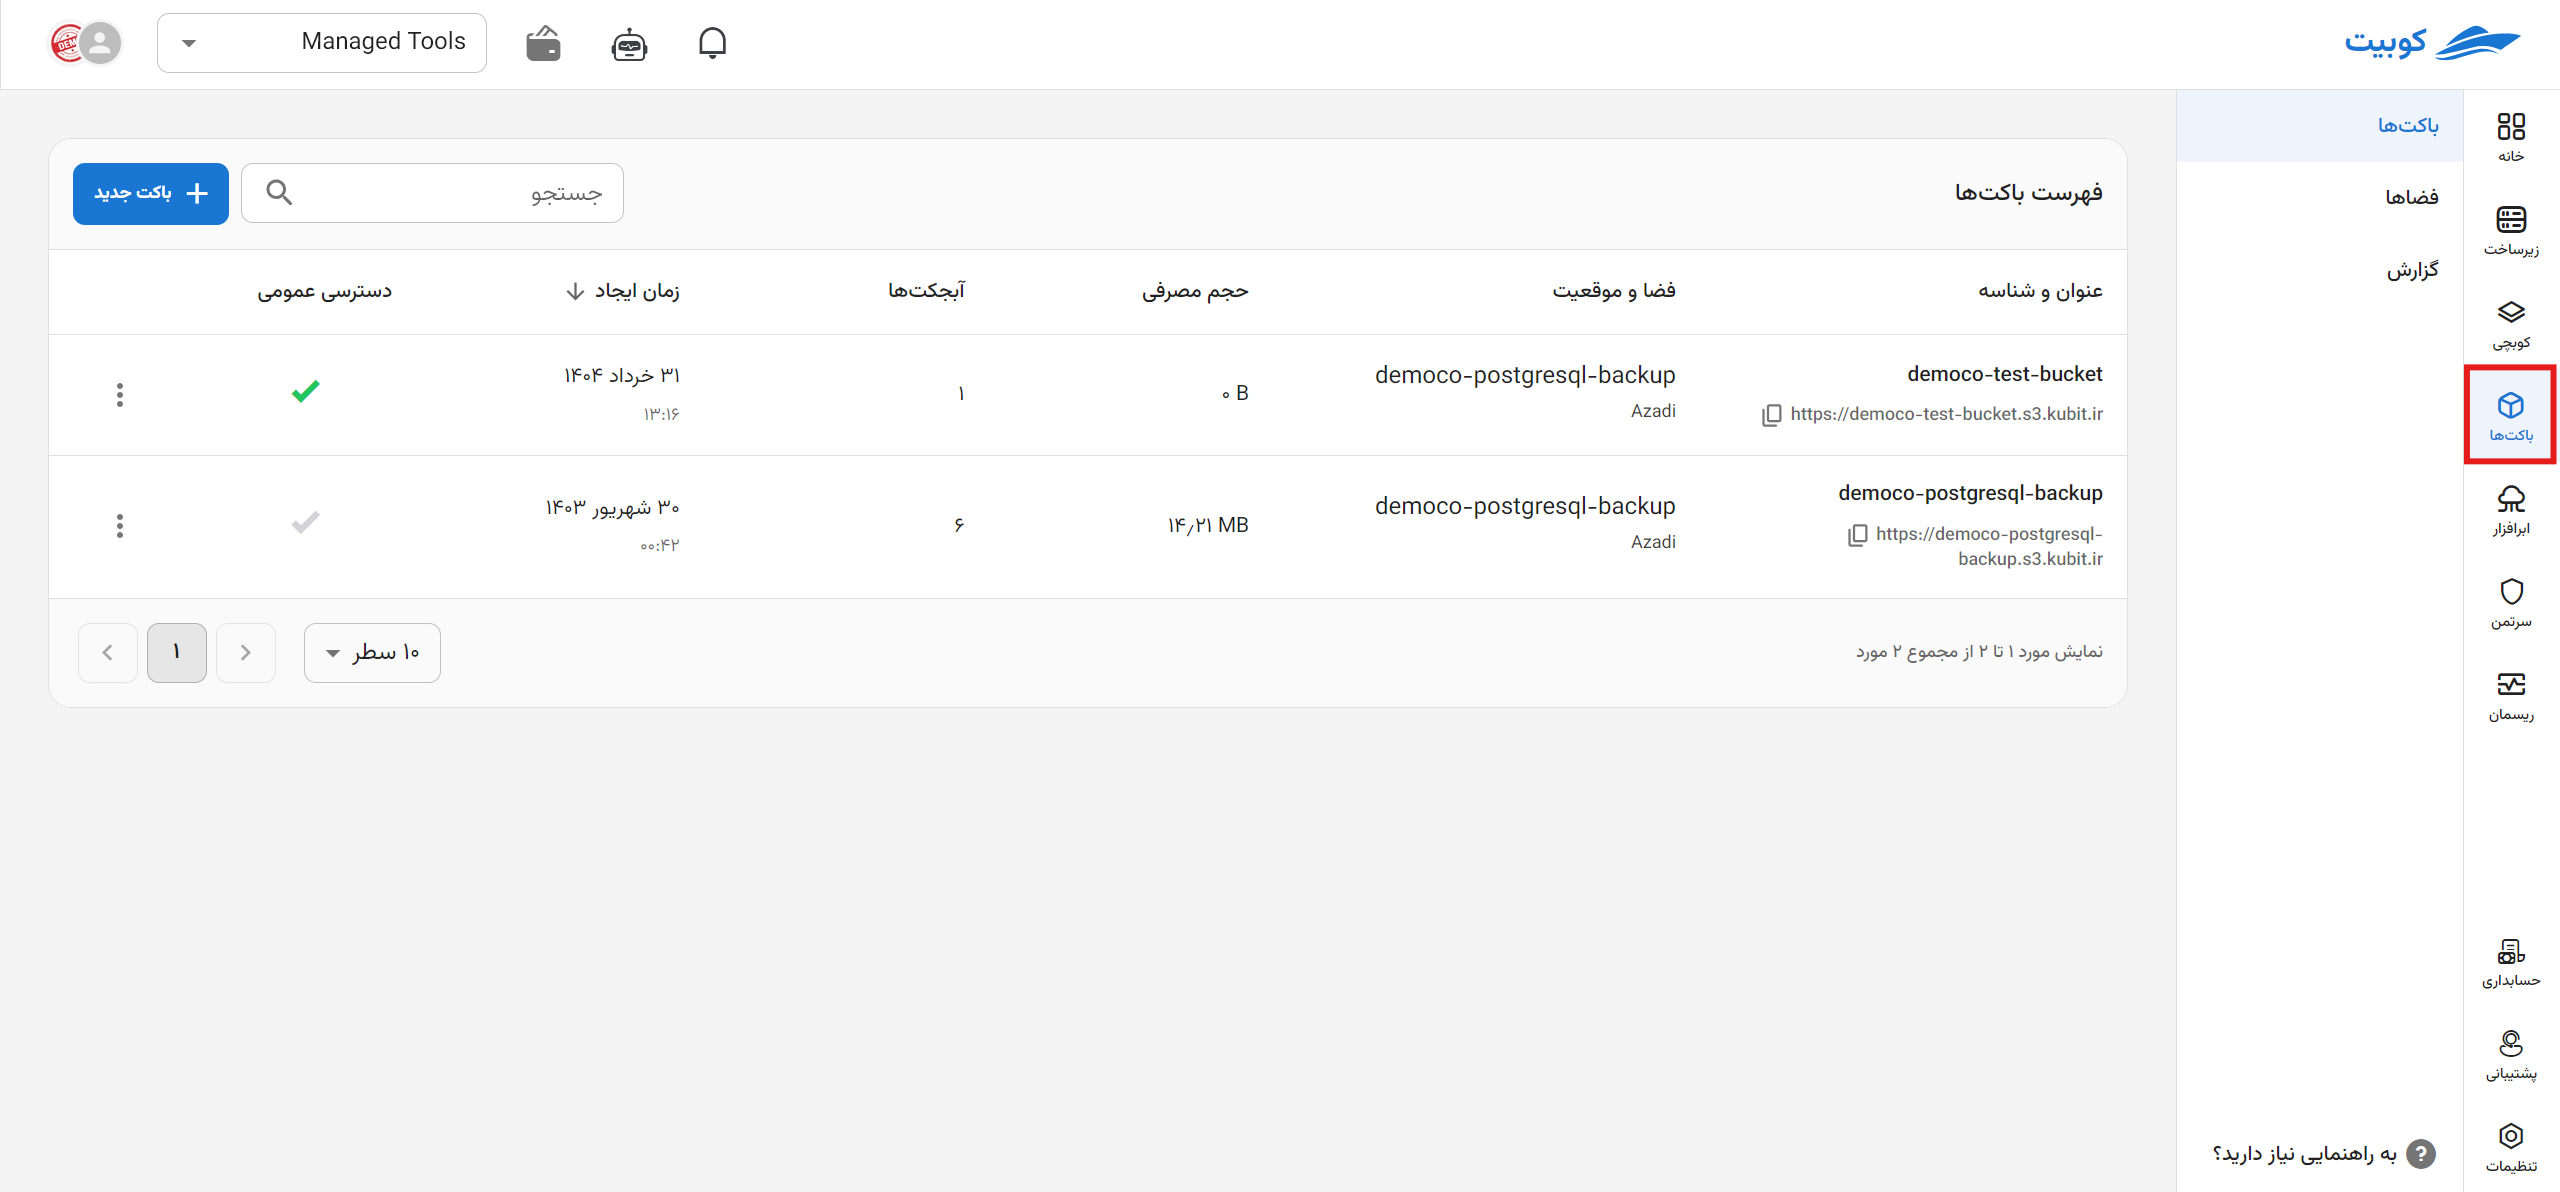 کوبیت
Managed Tools
DEM
خانه
زیرساخت
کوبچی
باکت‌ها
ابرافزار
سرتمن
ریسمان
حسابداری
پشتیبانی
تنظیمات
باکت‌ها
فضاها
گزارش
به راهنمایی نیاز دارید؟
فهرست باکت‌ها
جستجو
باکت جدید
عنوان و شناسه
فضا و موقعیت
حجم مصرفی
آبجکت‌ها
زمان ایجاد
دسترسی عمومی
democo-test-bucket
https://democo-test-bucket.s3.kubit.ir
democo-postgresql-backup
Azadi
۰ B
۱
۳۱ خرداد ۱۴۰۴
۱۳:۱۶
democo-postgresql-backup
https://democo-postgresql-
backup.s3.kubit.ir
democo-postgresql-backup
Azadi
۱۴٫۲۱ MB
۶
۳۰ شهریور ۱۴۰۳
۰۰:۴۲
نمایش مورد ۱ تا ۲ از مجموع ۲ مورد
۱۰ سطر
۱